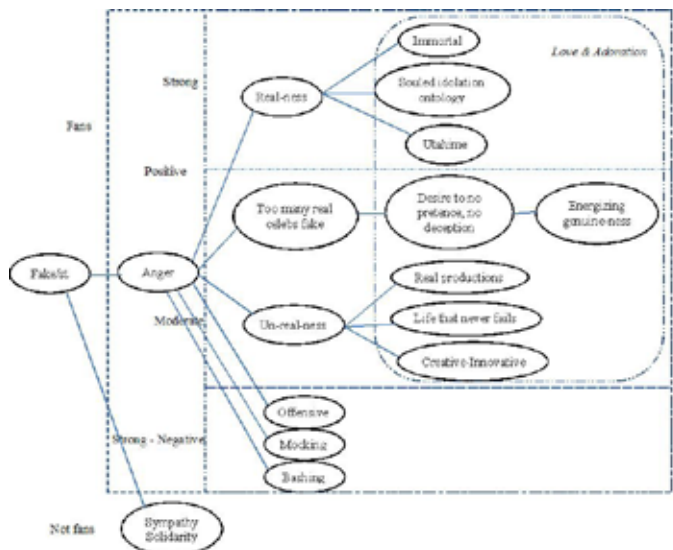 Immortal
Love & Adoration
Strong
Souled idolation
ontology
Real-ness
Fans
Utahime
Positive
Too many real
celebs fake
Desire to no
pretence, no
deception
Energizing
genuine-ness
Fake/it
Anger
Real productions
Moderate
Un-real-ness
Life that never fails
Creative-Innovative
Offensive
Strong - Negative
Mocking
Bashing
Not fans
Sympathy
Solidarity